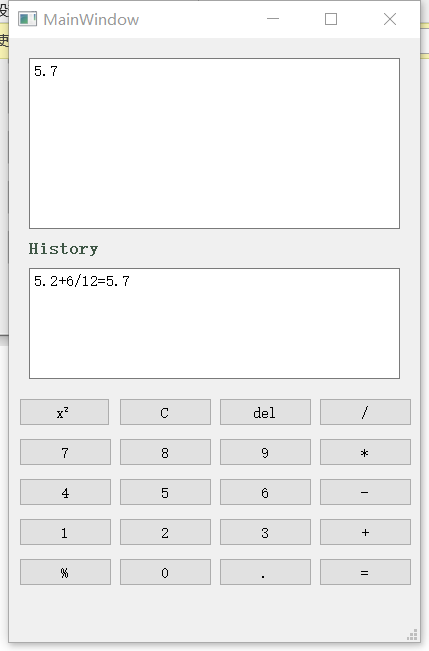 MainWindow
5.7
History
5.2+6/12=5.7
x² C del /
7 8 9 *
4 5 6 -
1 2 3 +
% 0 . =